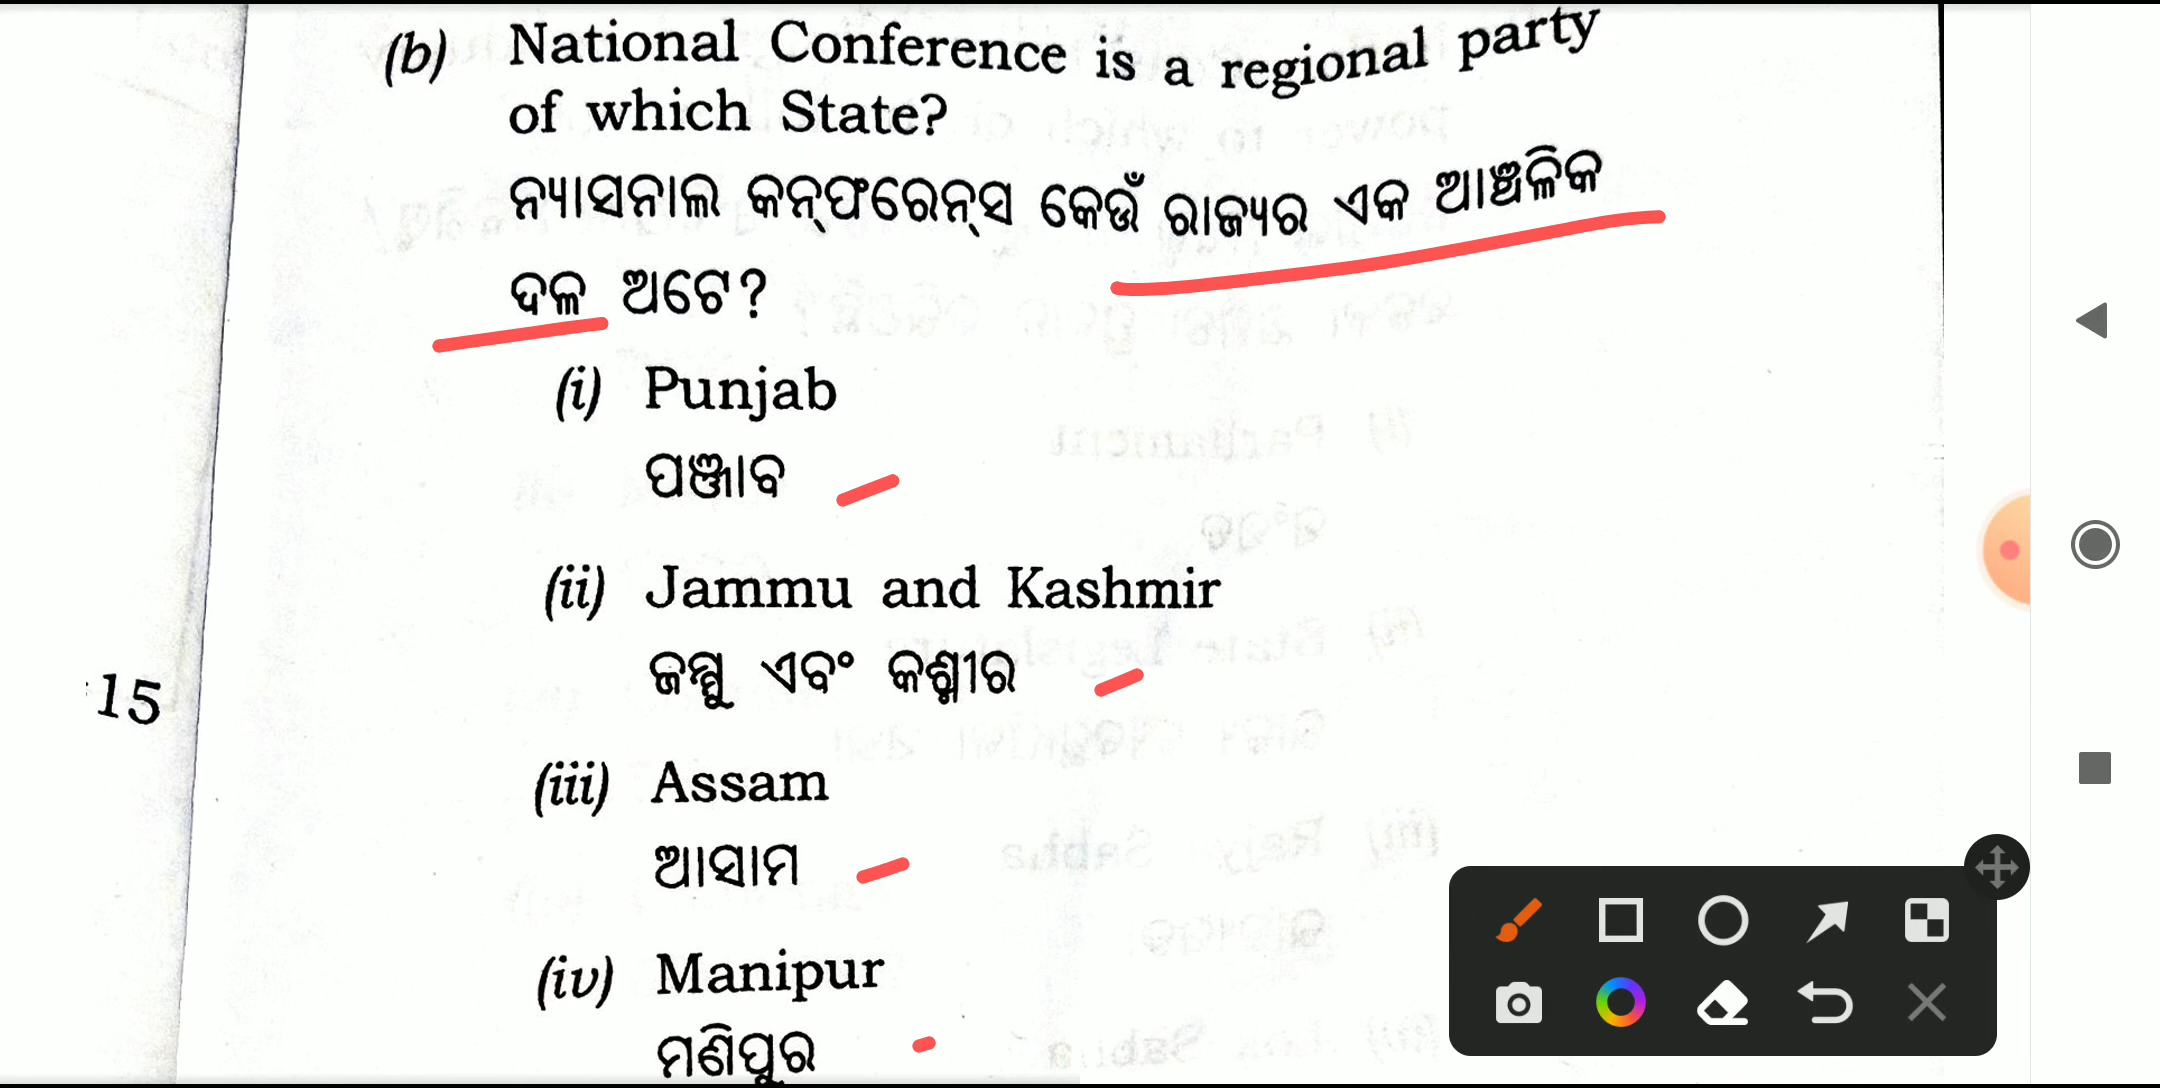 (b) National Conference is a regional party
of which State?
ନ୍ୟାସନାଲ କନ୍‌ଫରେନ୍‌ସ କେଉଁ ରାଜ୍ୟର ଏକ ଆଞ୍ଚଳିକ
ଦଳ ଅଟେ?
(i) Punjab
ପଞ୍ଜାବ
(ii) Jammu and Kashmir
ଜମ୍ମୁ ଏବଂ କଶ୍ମୀର
15
(iii) Assam
ଆସାମ
(iv) Manipur
ମଣିପୁର